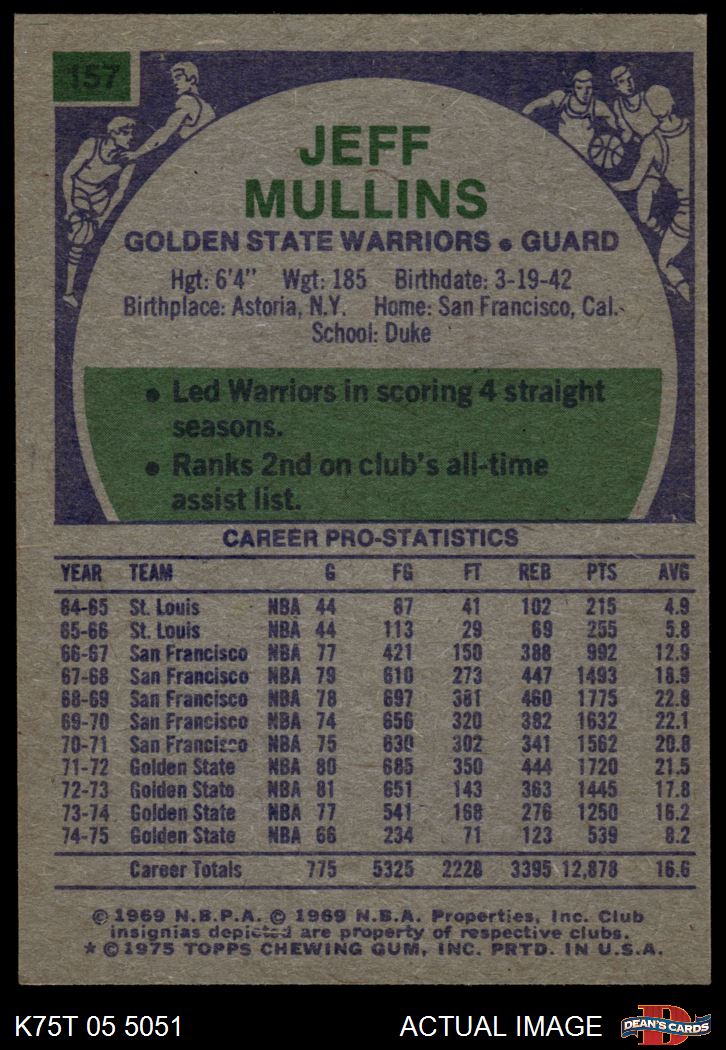 157
JEFF
MULLINS
GOLDEN STATE WARRIORS • GUARD
Hgt: 6'4" Wgt: 185 Birthdate: 3-19-42
Birthplace: Astoria, N.Y. Home: San Francisco, Cal.
School: Duke
• Led Warriors in scoring 4 straight
seasons.
• Ranks 2nd on club's all-time
assist list.
CAREER PRO-STATISTICS
YEAR TEAM G FG FT REB PTS AVG
64-65 St. Louis NBA 44 87 41 102 215 4.9
65-66 St. Louis NBA 44 113 29 69 255 5.8
66-67 San Francisco NBA 77 421 150 388 992 12.9
67-68 San Francisco NBA 79 610 273 447 1493 18.9
68-69 San Francisco NBA 78 697 381 460 1775 22.8
69-70 San Francisco NBA 74 656 320 382 1632 22.1
70-71 San Francisco NBA 75 630 302 341 1562 20.8
71-72 Golden State NBA 80 685 350 444 1720 21.5
72-73 Golden State NBA 81 651 143 363 1445 17.8
73-74 Golden State NBA 77 541 168 276 1250 16.2
74-75 Golden State NBA 66 234 71 123 539 8.2
Career Totals 775 5325 2228 3395 12,878 16.6
© 1969 N.B.P.A. © 1969 N.B.A. Properties, Inc. Club
insignias depicted are property of respective clubs.
* © 1975 TOPPS CHEWING GUM, INC. PRTD. IN U.S.A.
K75T 05 5051 ACTUAL IMAGE
D
DEAN'S CARDS